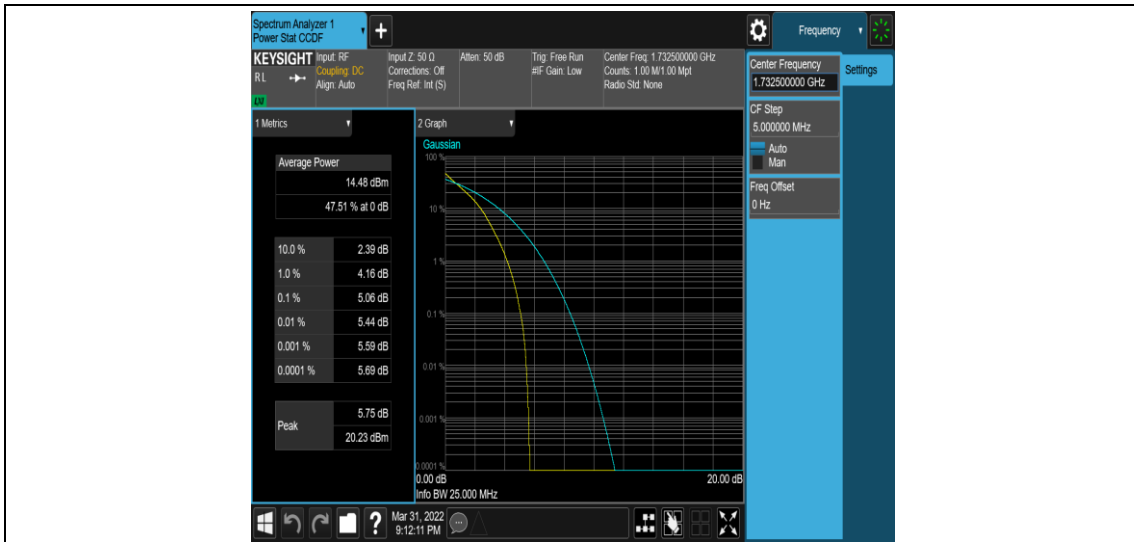 Spectrum Analyzer 1
Power Stat CCDF
Frequency
KEYSIGHT
RL
LXI
Input: RF
Coupling: DC
Align: Auto
Input Z: 50 Ω
Corrections: Off
Freq Ref: Int (S)
Atten: 50 dB
Trig: Free Run
#IF Gain: Low
Center Freq: 1.732500000 GHz
Counts: 1.00 M/1.00 Mpt
Radio Std: None
Center Frequency
1.732500000 GHz
Settings
CF Step
5.000000 MHz
Auto
Man
Freq Offset
0 Hz
1 Metrics
Average Power
14.48 dBm
47.51 % at 0 dB
10.0 % 2.39 dB
1.0 % 4.16 dB
0.1 % 5.06 dB
0.01 % 5.44 dB
0.001 % 5.59 dB
0.0001 % 5.69 dB
Peak
5.75 dB
20.23 dBm
2 Graph
Gaussian
100 %
10 %
1 %
0.1 %
0.01 %
0.001 %
0.0001 %
0.00 dB
20.00 dB
Info BW 25.000 MHz
?
Mar 31, 2022
9:12:11 PM